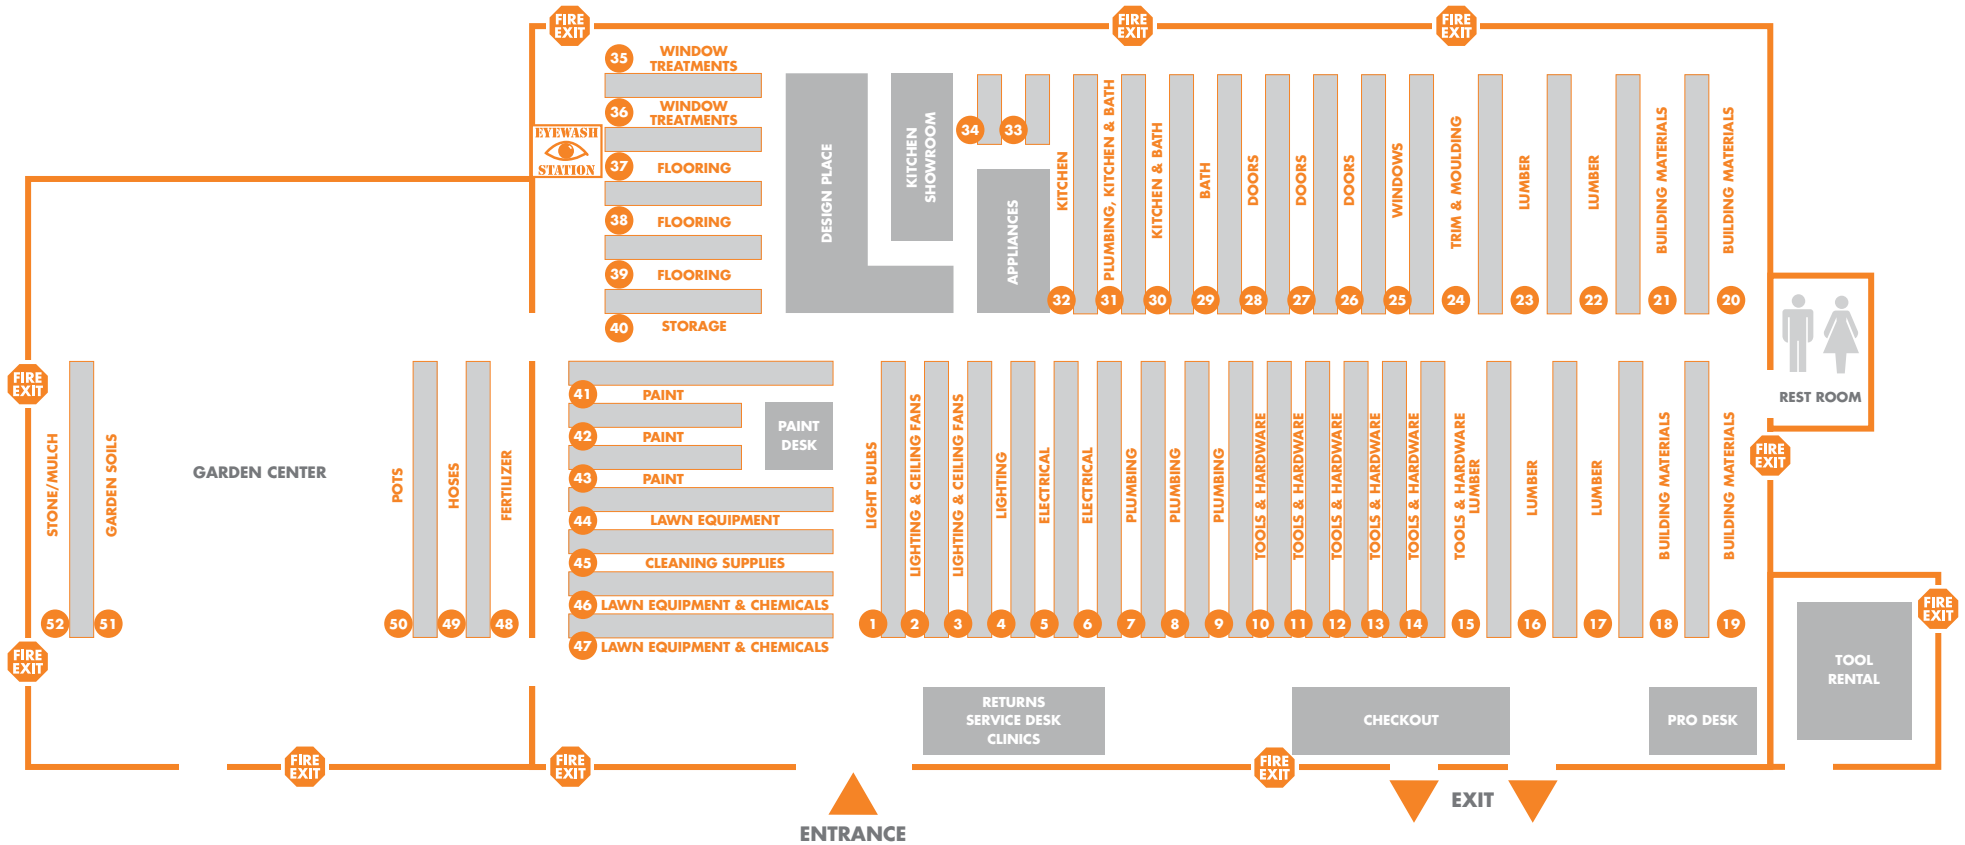 FIRE
EXIT
FIRE
EXIT
FIRE
EXIT
35
WINDOW
TREATMENTS
36
WINDOW
TREATMENTS
EYEWASH
STATION
37
FLOORING
38
FLOORING
39
FLOORING
40
STORAGE
DESIGN PLACE
KITCHEN
SHOWROOM
34
33
APPLIANCES
KITCHEN
32
PLUMBING, KITCHEN & BATH
31
KITCHEN & BATH
30
BATH
29
DOORS
28
DOORS
27
DOORS
26
WINDOWS
25
TRIM & MOULDING
24
LUMBER
23
LUMBER
22
BUILDING MATERIALS
21
BUILDING MATERIALS
20
REST ROOM
FIRE
EXIT
STONE/MULCH
52
GARDEN SOILS
51
GARDEN CENTER
POTS
50
HOSES
49
FERTILIZER
48
41
PAINT
42
PAINT
43
PAINT
PAINT
DESK
44
LAWN EQUIPMENT
45
CLEANING SUPPLIES
46
LAWN EQUIPMENT & CHEMICALS
47
LAWN EQUIPMENT & CHEMICALS
LIGHT BULBS
1
LIGHTING & CEILING FANS
2
LIGHTING & CEILING FANS
3
LIGHTING
4
ELECTRICAL
5
ELECTRICAL
6
PLUMBING
7
PLUMBING
8
PLUMBING
9
TOOLS & HARDWARE
10
TOOLS & HARDWARE
11
TOOLS & HARDWARE
12
TOOLS & HARDWARE
13
TOOLS & HARDWARE
14
TOOLS & HARDWARE
LUMBER
15
LUMBER
16
LUMBER
17
BUILDING MATERIALS
18
BUILDING MATERIALS
19
FIRE
EXIT
FIRE
EXIT
FIRE
EXIT
TOOL
RENTAL
RETURNS
SERVICE DESK
CLINICS
CHECKOUT
PRO DESK
FIRE
EXIT
FIRE
EXIT
FIRE
EXIT
ENTRANCE
EXIT